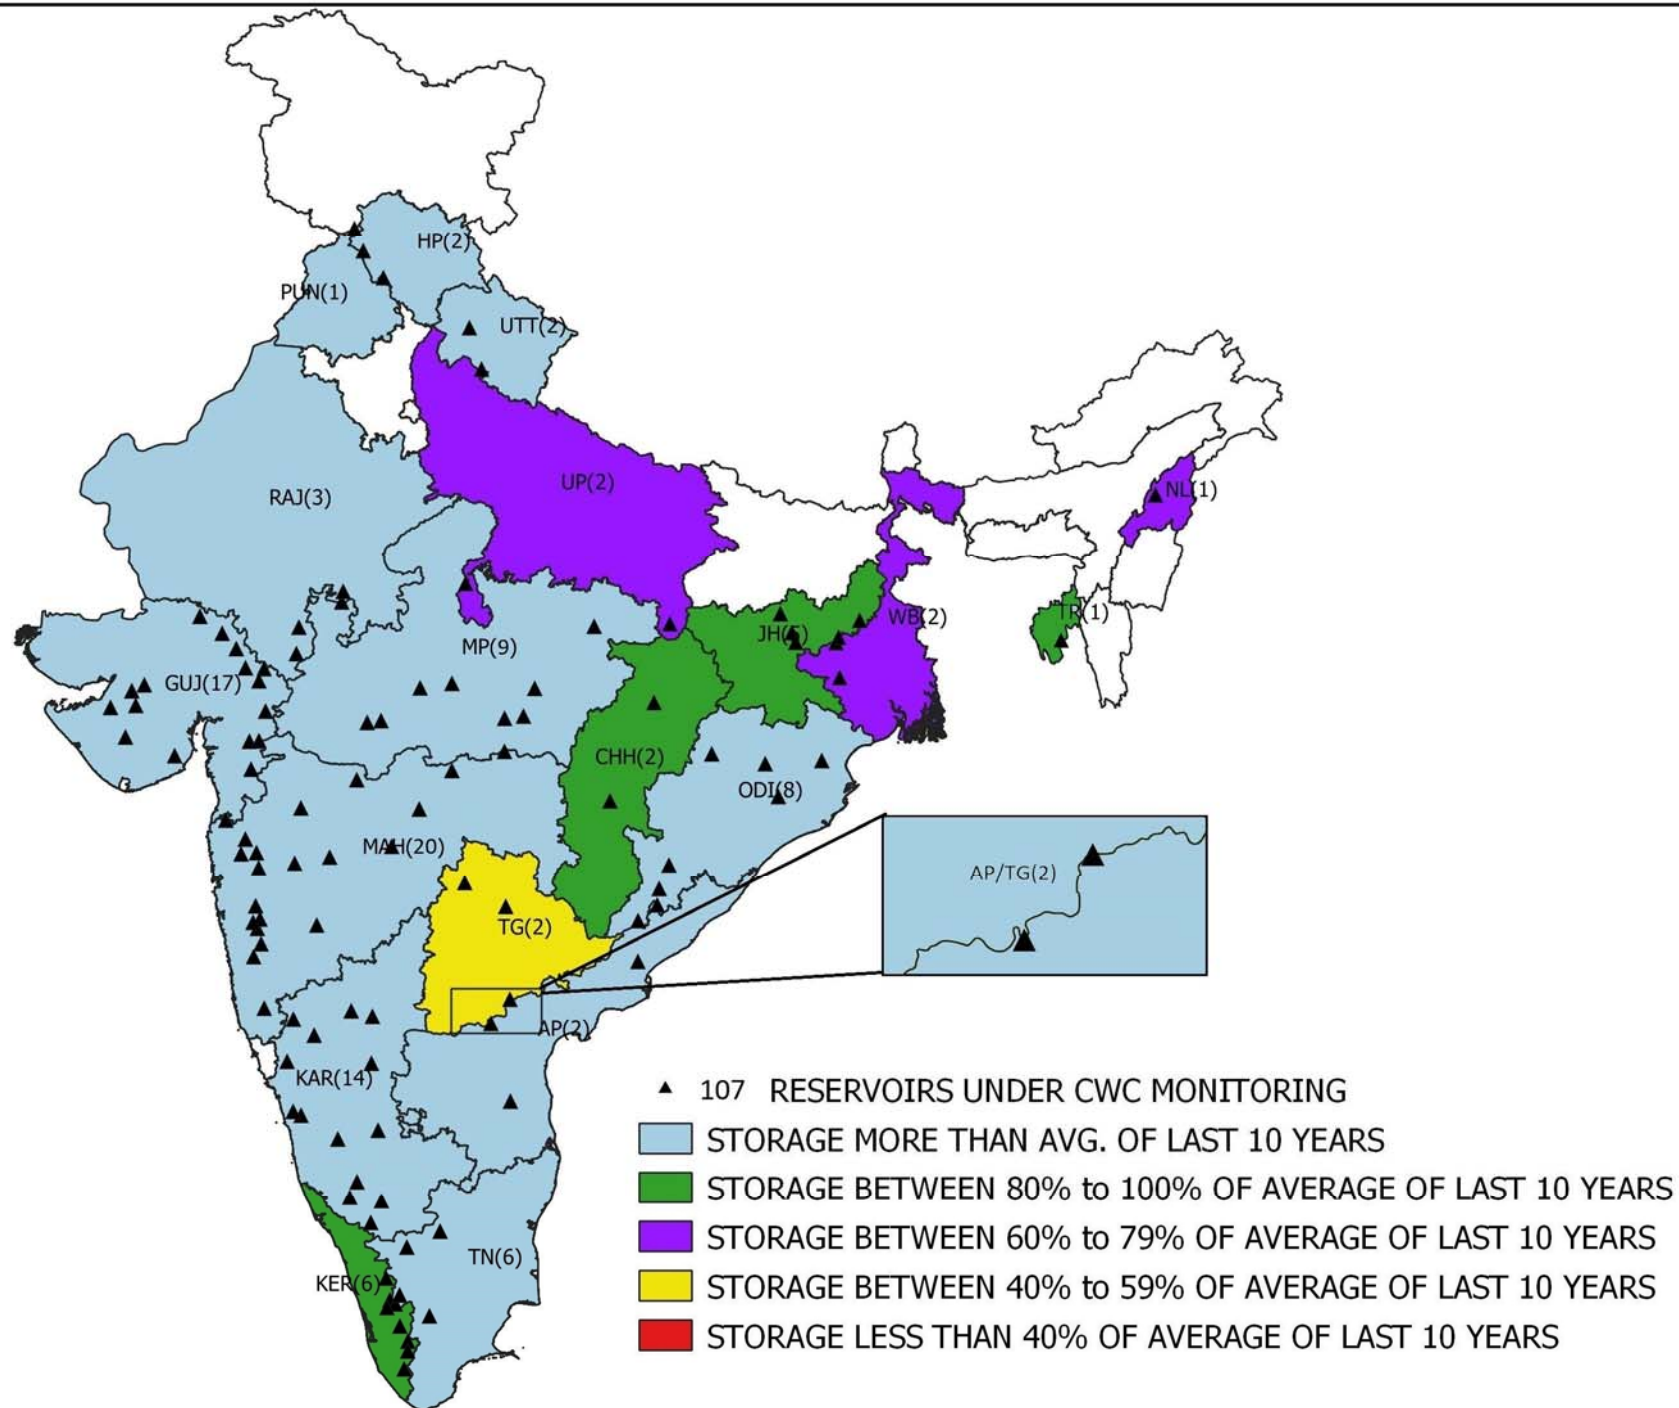 HP(2)
PUN(1)
UTT(2)
UP(2)
NL(1)
RAJ(3)
TR(1)
WB(2)
JH(5)
MP(9)
GUJ(17)
CHH(2)
ODI(8)
MAH(20)
AP/TG(2)
TG(2)
AP(2)
KAR(14)
107 RESERVOIRS UNDER CWC MONITORING
STORAGE MORE THAN AVG. OF LAST 10 YEARS
STORAGE BETWEEN 80% to 100% OF AVERAGE OF LAST 10 YEARS
STORAGE BETWEEN 60% to 79% OF AVERAGE OF LAST 10 YEARS
TN(6)
KER(6)
STORAGE BETWEEN 40% to 59% OF AVERAGE OF LAST 10 YEARS
STORAGE LESS THAN 40% OF AVERAGE OF LAST 10 YEARS